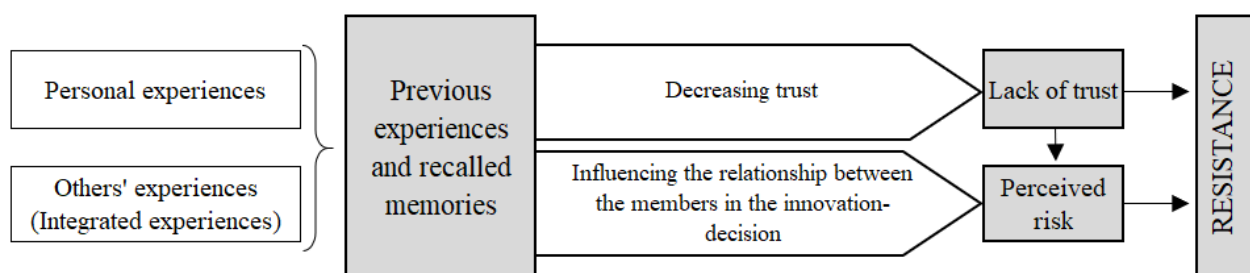 Personal experiences
Others' experiences
(Integrated experiences)
Previous
experiences
and recalled
memories
Decreasing trust
Influencing the relationship between
the members in the innovation-
decision
Lack of trust
Perceived
risk
RESISTANCE